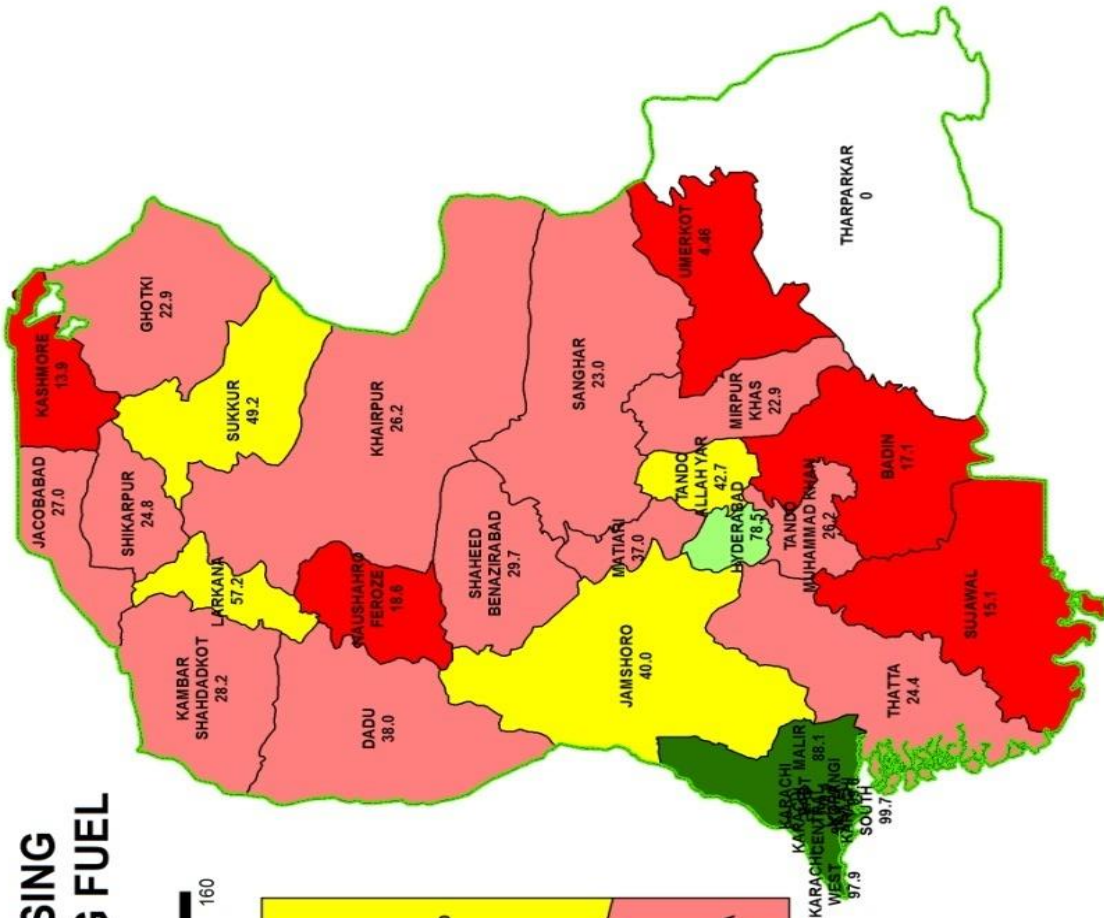 SING
G FUEL
160
KASHMORE
13.9
GHOTKI
22.9
JACOBABAD
27.0
SHIKARPUR
24.8
SUKKUR
49.2
LARKANA
57.2
KAMBAR
SHAHDADKOT
28.2
KHAIRPUR
26.2
NAUSHAHRO
FEROZE
18.6
DADU
38.0
SHAHEED
BENAZIRABAD
29.7
SANGHAR
23.0
UMERKOT
4.46
THARPARKAR
0
MIRPUR
KHAS
22.9
TANDO
ALLAH YAR
42.7
MATIARI
37.0
HYDERABAD
78.5
JAMSHORO
40.0
TANDO
MUHAMMAD KHAN
26.2
BADIN
17.1
SUJAWAL
15.1
THATTA
24.4
MALIR
88.1
KARACHI
CENTRAL
SOUTH
99.7
WEST
97.9